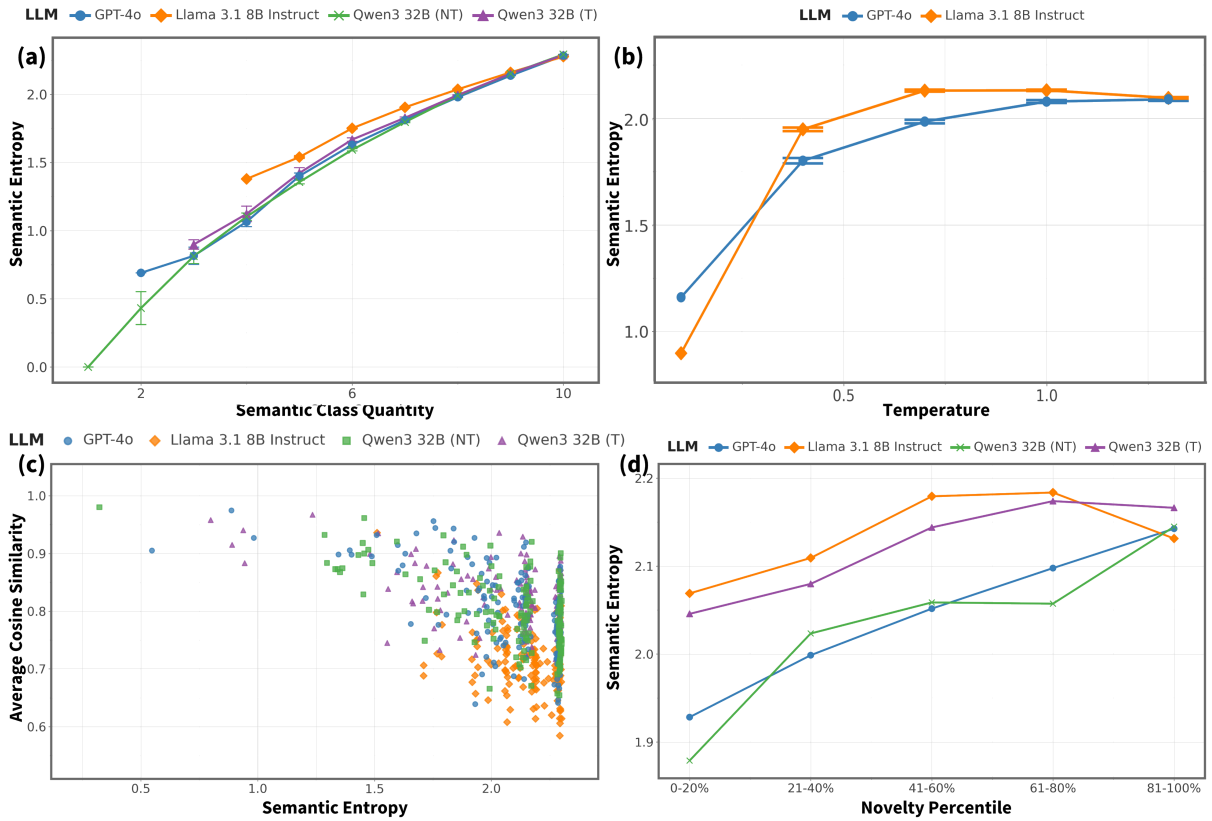 LLM GPT-4o Llama 3.1 8B Instruct Qwen3 32B (NT) Qwen3 32B (T)
(a)
Semantic Entropy
2.0
1.5
1.0
0.5
0.0
2 6 10
Semantic Class Quantity
LLM GPT-4o Llama 3.1 8B Instruct
(b)
Semantic Entropy
2.0
1.5
1.0
0.5 1.0
Temperature
LLM GPT-4o Llama 3.1 8B Instruct Qwen3 32B (NT) Qwen3 32B (T)
(c)
Average Cosine Similarity
1.0
0.9
0.8
0.7
0.6
0.5 1.0 1.5 2.0
Semantic Entropy
LLM GPT-4o Llama 3.1 8B Instruct Qwen3 32B (NT) Qwen3 32B (T)
(d)
Semantic Entropy
2.2
2.1
2.0
1.9
0-20% 21-40% 41-60% 61-80% 81-100%
Novelty Percentile